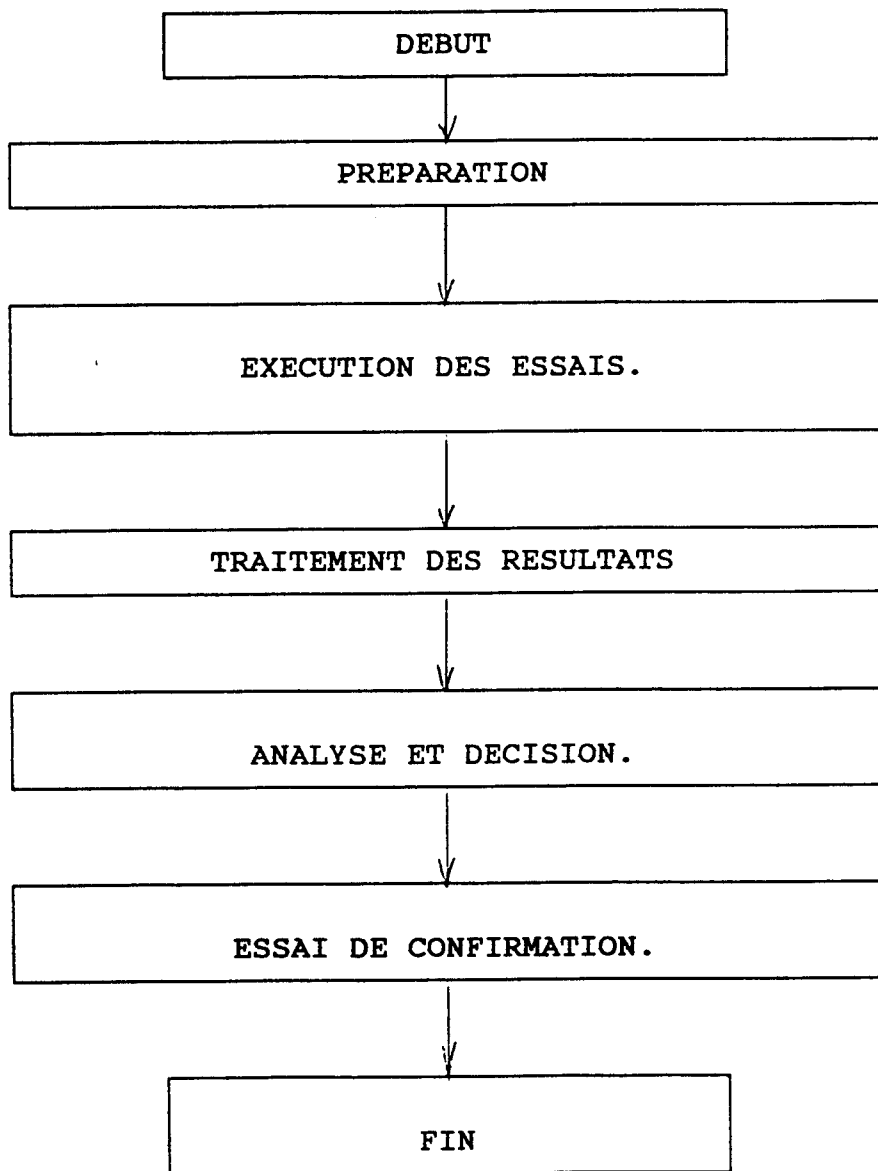 DEBUT
PREPARATION
EXECUTION DES ESSAIS.
TRAITEMENT DES RESULTATS
ANALYSE ET DECISION.
ESSAI DE CONFIRMATION.
FIN